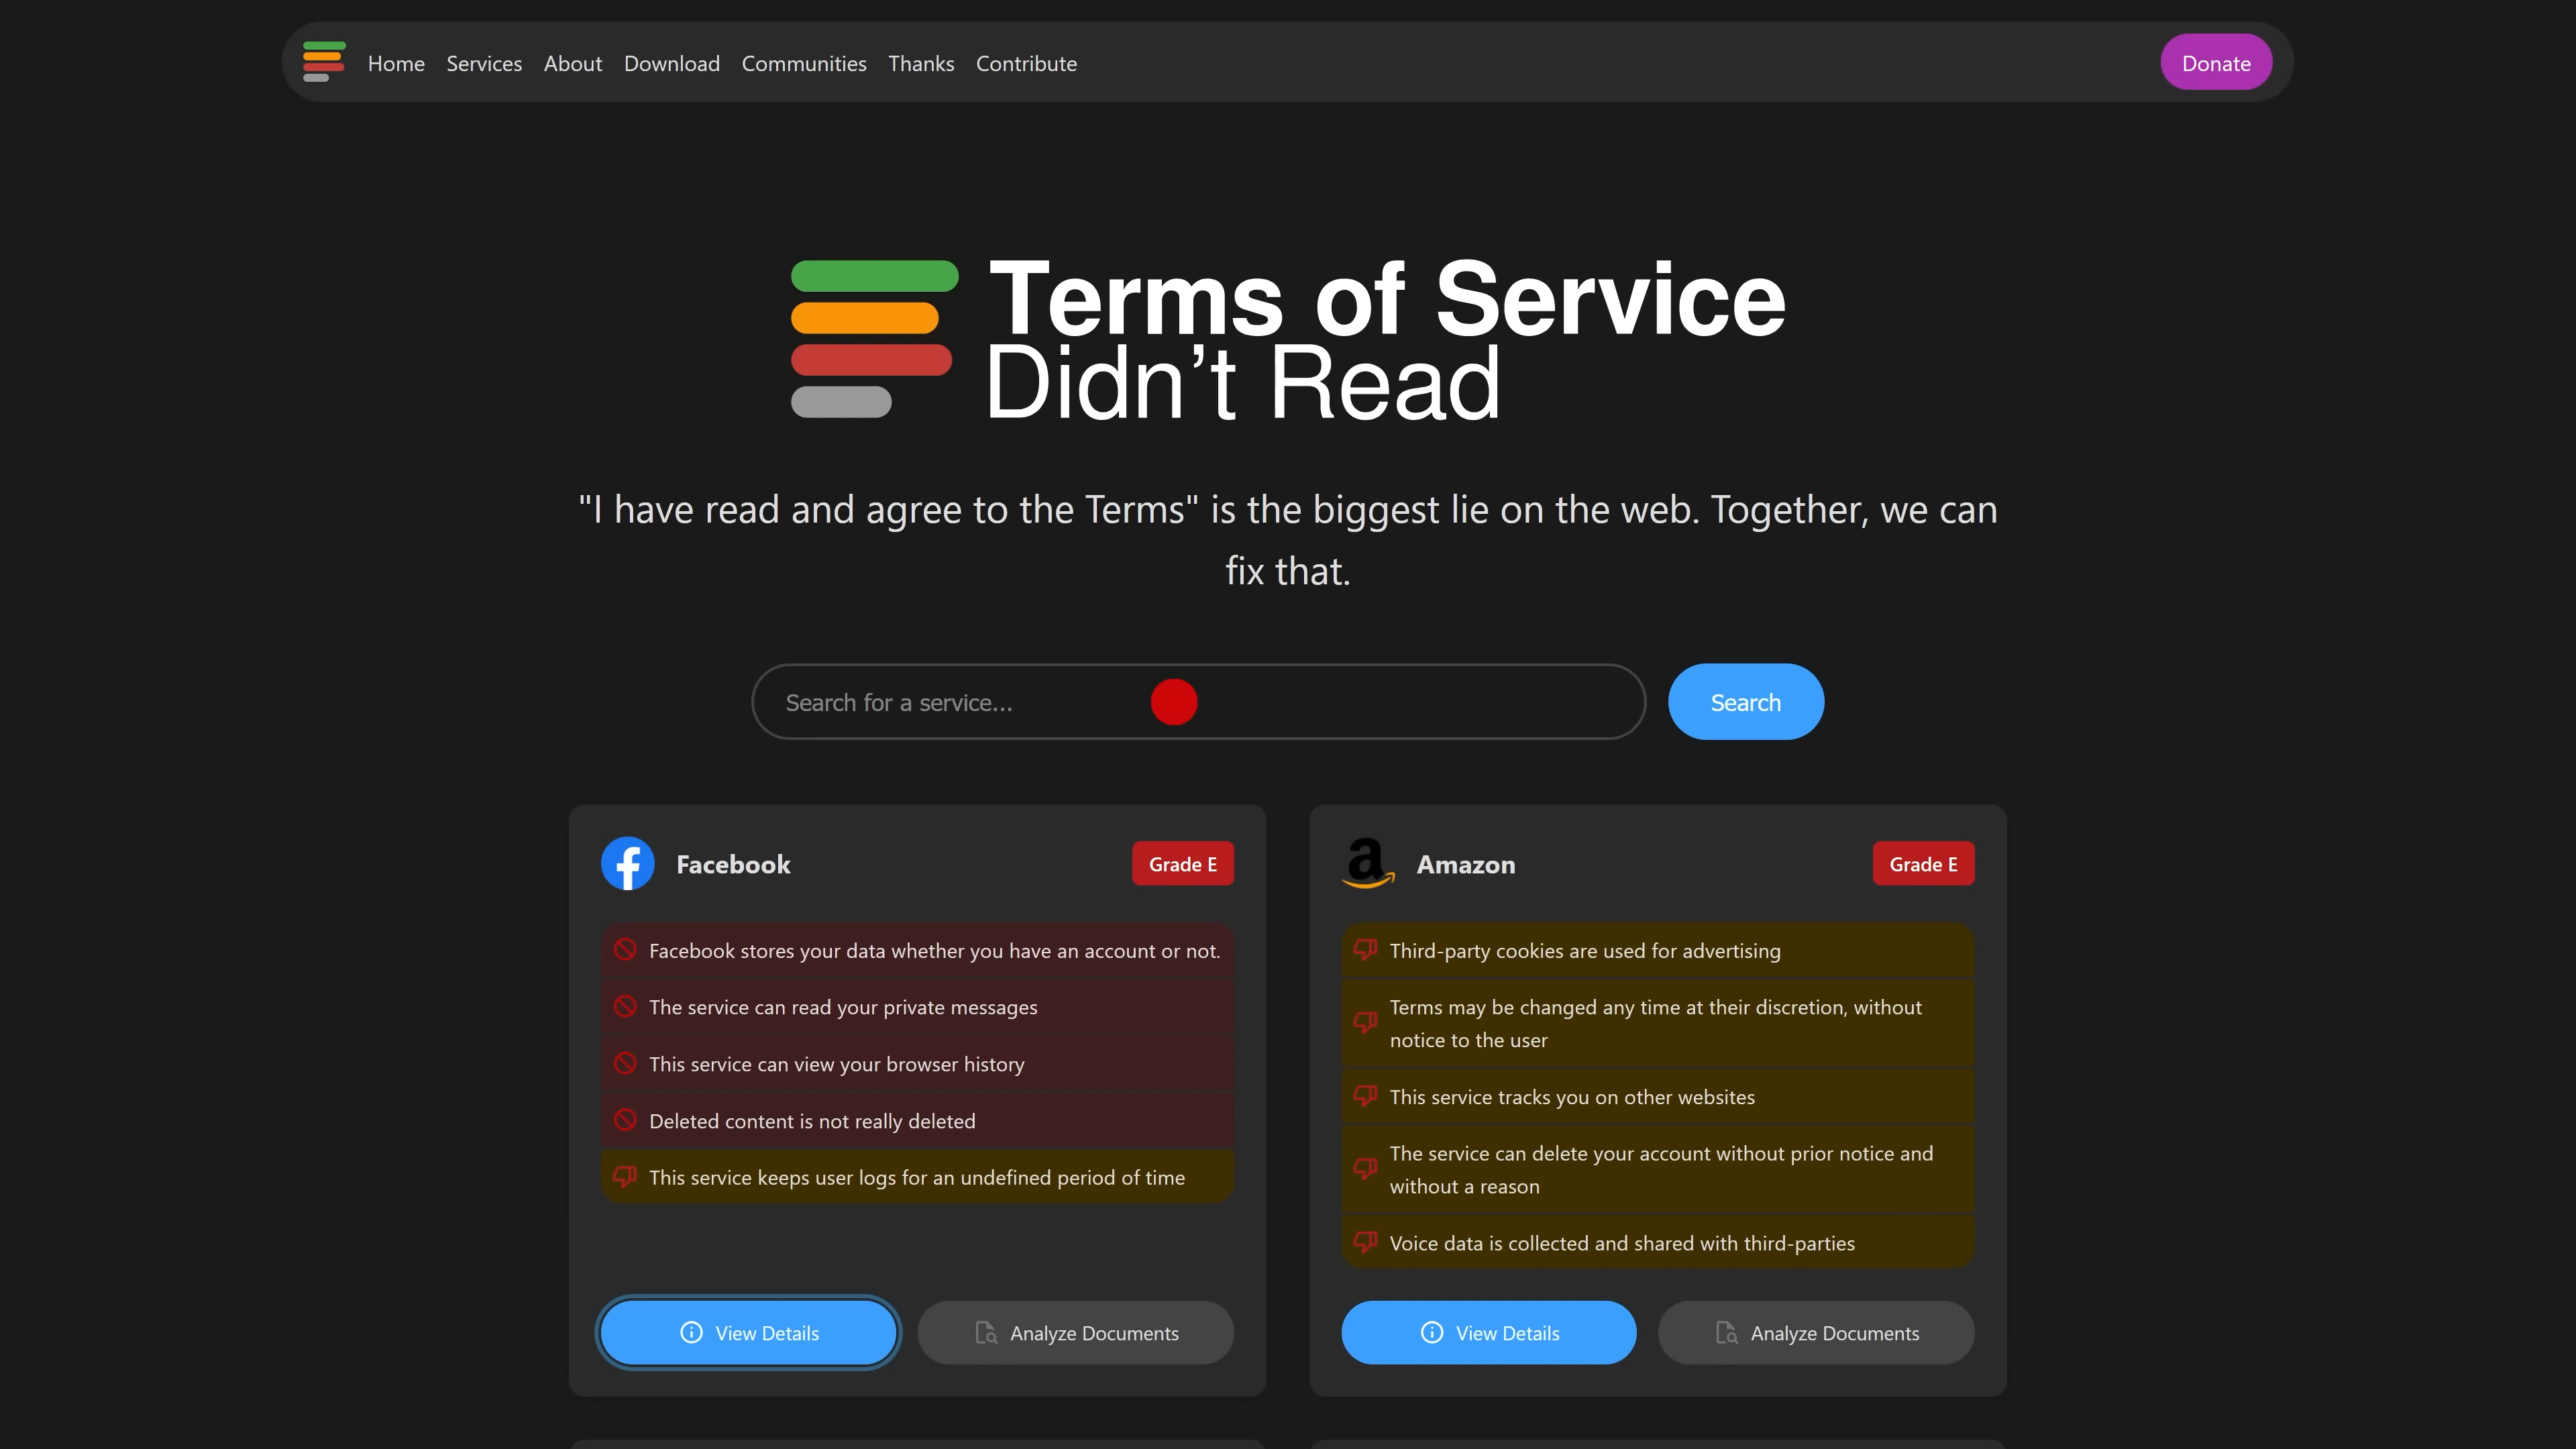 Home Services About Download Communities Thanks Contribute Donate
Terms of Service
Didn’t Read
"I have read and agree to the Terms" is the biggest lie on the web. Together, we can
fix that.
Search for a service...
Search
Facebook
Grade E
Facebook stores your data whether you have an account or not.
The service can read your private messages
This service can view your browser history
Deleted content is not really deleted
This service keeps user logs for an undefined period of time
View Details
Analyze Documents
Amazon
Grade E
Third-party cookies are used for advertising
Terms may be changed any time at their discretion, without
notice to the user
This service tracks you on other websites
The service can delete your account without prior notice and
without a reason
Voice data is collected and shared with third-parties
View Details
Analyze Documents